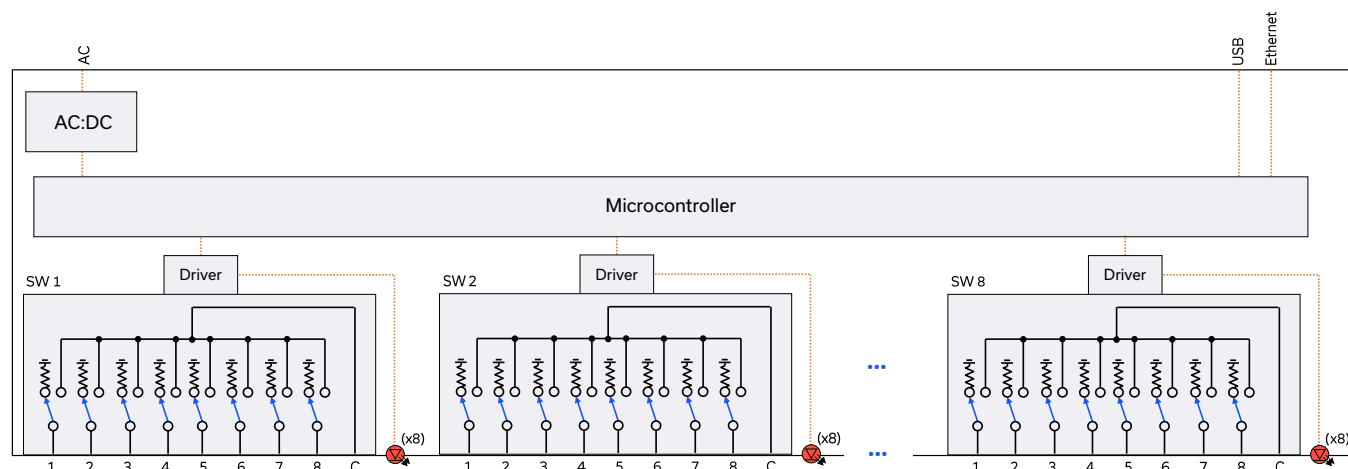 AC
USB
Ethernet
AC:DC
Microcontroller
Driver
Driver
Driver
SW 1
SW 2
SW 8
...
(x8)
(x8)
(x8)
...
1 2 3 4 5 6 7 8 C
1 2 3 4 5 6 7 8 C
1 2 3 4 5 6 7 8 C